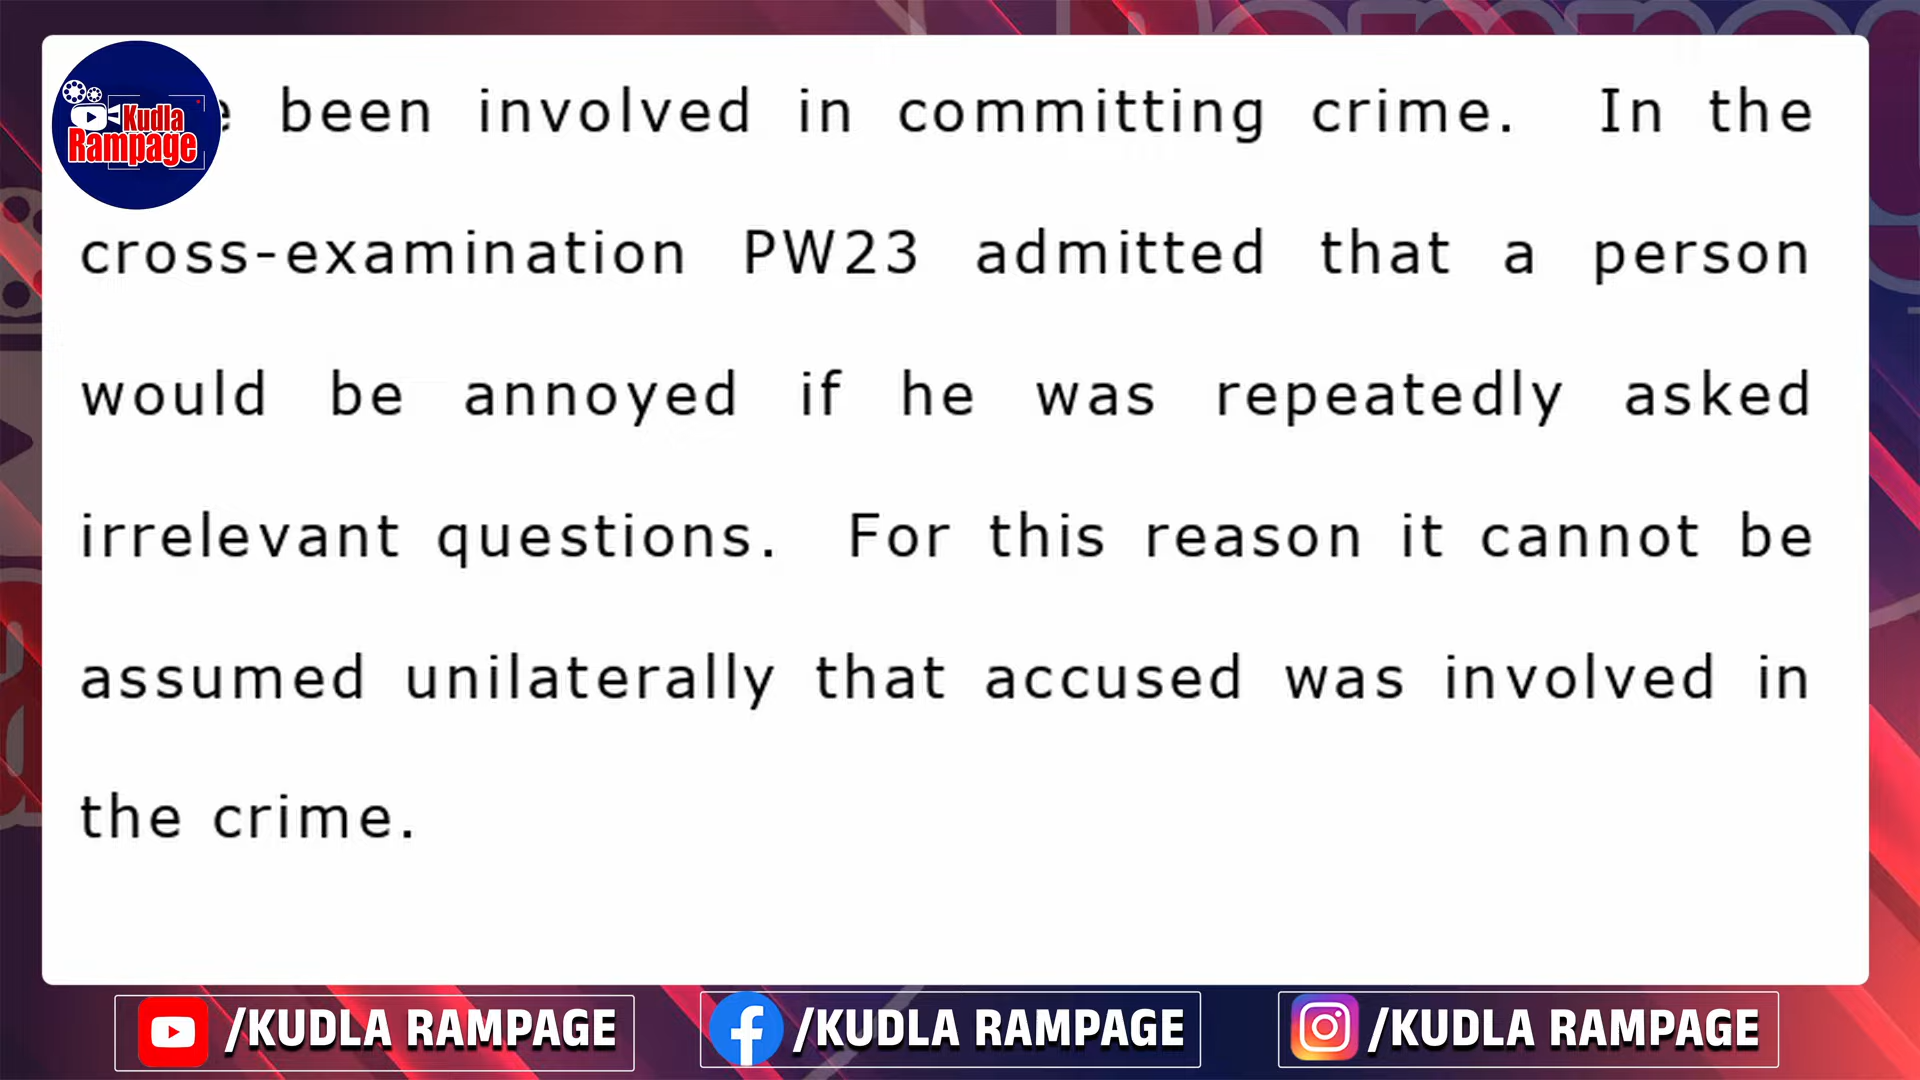 Kudla
Rampage
been involved in committing crime. In the
cross-examination PW23 admitted that a person
would be annoyed if he was repeatedly asked
irrelevant questions. For this reason it cannot be
assumed unilaterally that accused was involved in
the crime.
/KUDLA RAMPAGE
/KUDLA RAMPAGE
/KUDLA RAMPAGE